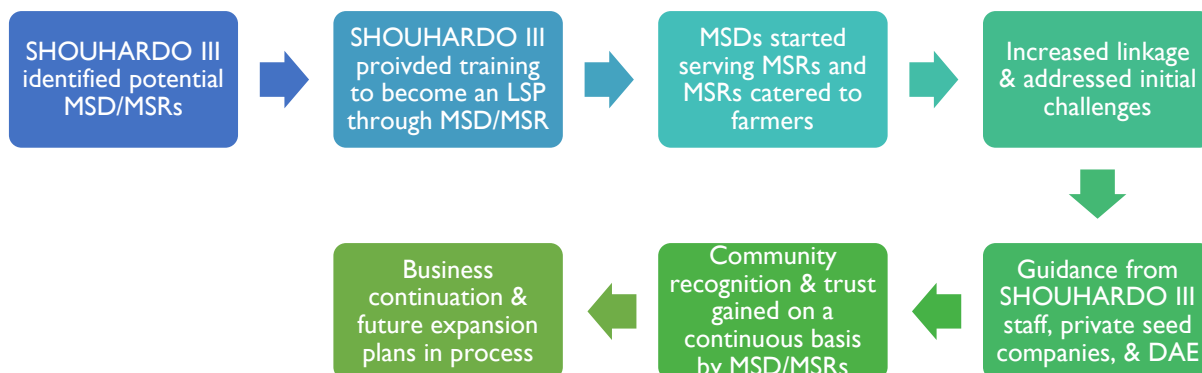 SHOUHARDO III
identified potential
MSD/MSRs
SHOUHARDO III
proivded training
to become an LSP
through MSD/MSR
MSDs started
serving MSRs and
MSRs catered to
farmers
Increased linkage
& addressed initial
challenges
Guidance from
SHOUHARDO III
staff, private seed
companies, & DAE
Community
recognition & trust
gained on a
continuous basis
by MSD/MSRs
Business
continuation &
future expansion
plans in process